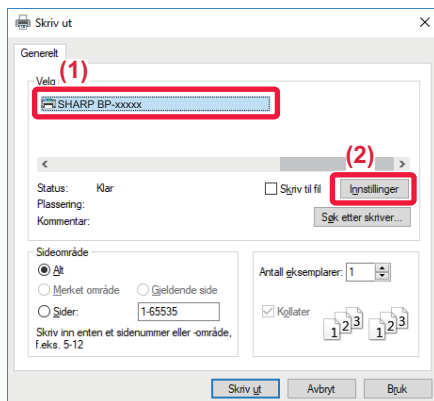 Skriv ut
Generelt
Velg
(1)
SHARP BP-xxxxx
(2)
Status: Klar
Skriv til fil
Innstillinger
Plassering:
Kommentar:
Søk etter skriver...
Sideområde
Alt
Merket område
Gjeldende side
Sider:
1-65535
Skriv inn enten et sidenummer eller -område,
f.eks. 5-12
Antall eksemplarer: 1
Kollater
1 2 3
1 2 3
Skriv ut
Avbryt
Bruk